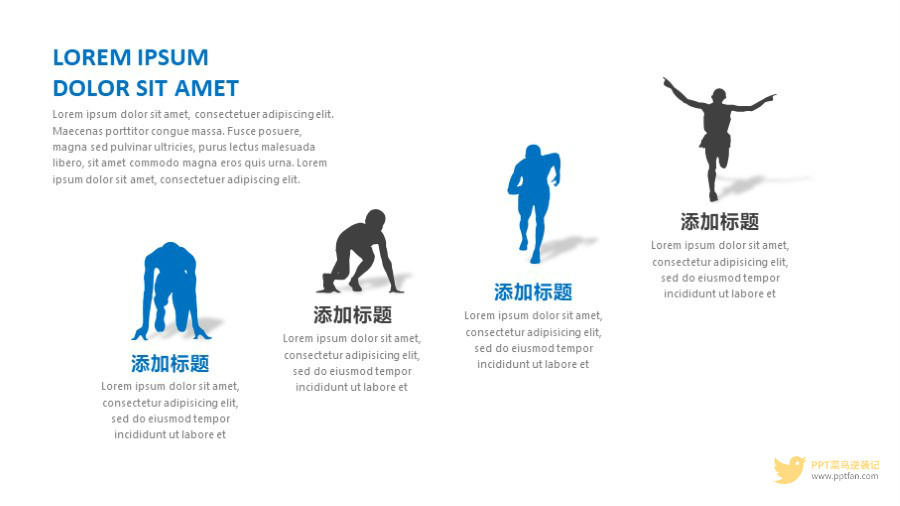 LOREM IPSUM
DOLOR SIT AMET
Lorem ipsum dolor sit amet, consectetuer adipiscing elit.
Maecenas porttitor congue massa. Fusce posuere,
magna sed pulvinar ultricies, purus lectus malesuada
libero, sit amet commodo magna eros quis urna. Lorem
ipsum dolor sit amet, consectetuer adipiscing elit.
添加标题
Lorem ipsum dolor sit amet,
consectetur adipisicing elit,
sed do eiusmod tempor
incididunt ut labore et
添加标题
Lorem ipsum dolor sit amet,
consectetur adipisicing elit,
sed do eiusmod tempor
incididunt ut labore et
添加标题
Lorem ipsum dolor sit amet,
consectetur adipisicing elit,
sed do eiusmod tempor
incididunt ut labore et
添加标题
Lorem ipsum dolor sit amet,
consectetur adipisicing elit,
sed do eiusmod tempor
incididunt ut labore et
PPT菜鸟逆袭记
www.pptfan.com